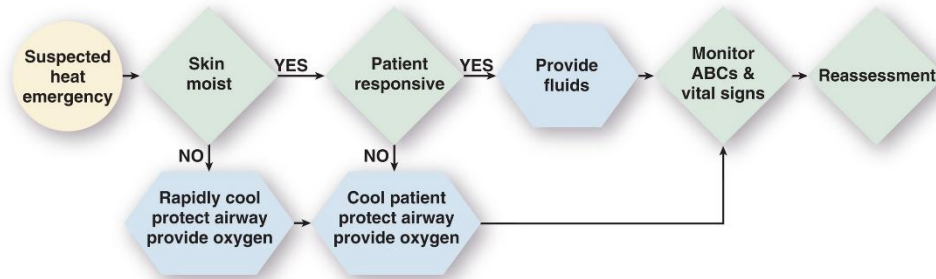 Suspected
heat
emergency
Skin
moist
YES
Patient
responsive
YES
Provide
fluids
Monitor
ABCs &
vital signs
Reassessment
NO
Rapidly cool
protect airway
provide oxygen
NO
Cool patient
protect airway
provide oxygen